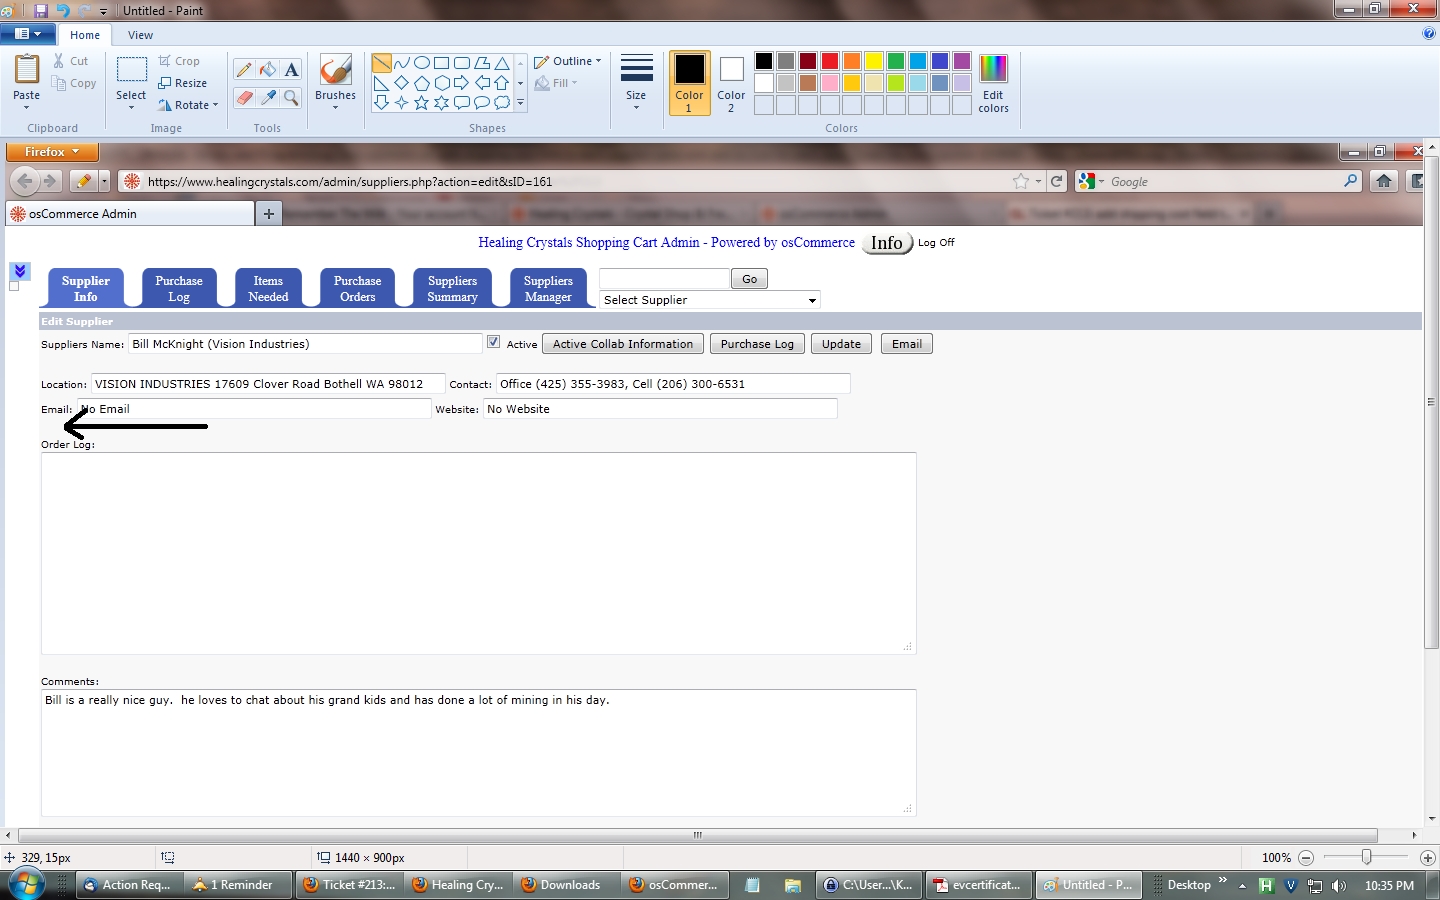 Untitled - Paint
Home View
Paste
Cut
Copy
Clipboard
Select
Crop
Resize
Rotate
Image
A
Tools
Brushes
Outline
Fill
Shapes
Size
Color 1
Color 2
Edit colors
Colors
Firefox
https://www.healingcrystals.com/admin/suppliers.php?action=edit&sID=161
Google
osCommerce Admin
Healing Crystals Shopping Cart Admin - Powered by osCommerce Info Log Off
Supplier Info
Purchase Log
Items Needed
Purchase Orders
Suppliers Summary
Suppliers Manager
Go
Select Supplier
Edit Supplier
Suppliers Name: Bill McKnight (Vision Industries) Active Active Collab Information Purchase Log Update Email
Location: VISION INDUSTRIES 17609 Clover Road Bothell WA 98012 Contact: Office (425) 355-3983, Cell (206) 300-6531
Email: No Email Website: No Website
Order Log:
Comments:
Bill is a really nice guy.  he loves to chat about his grand kids and has done a lot of mining in his day.
329, 15px 1440 × 900px 100%
Action Req... 1 Reminder Ticket #213:... Healing Cry... Downloads osCommer... C:\User...\K... evcertificat... Untitled - P... Desktop » H V 10:35 PM